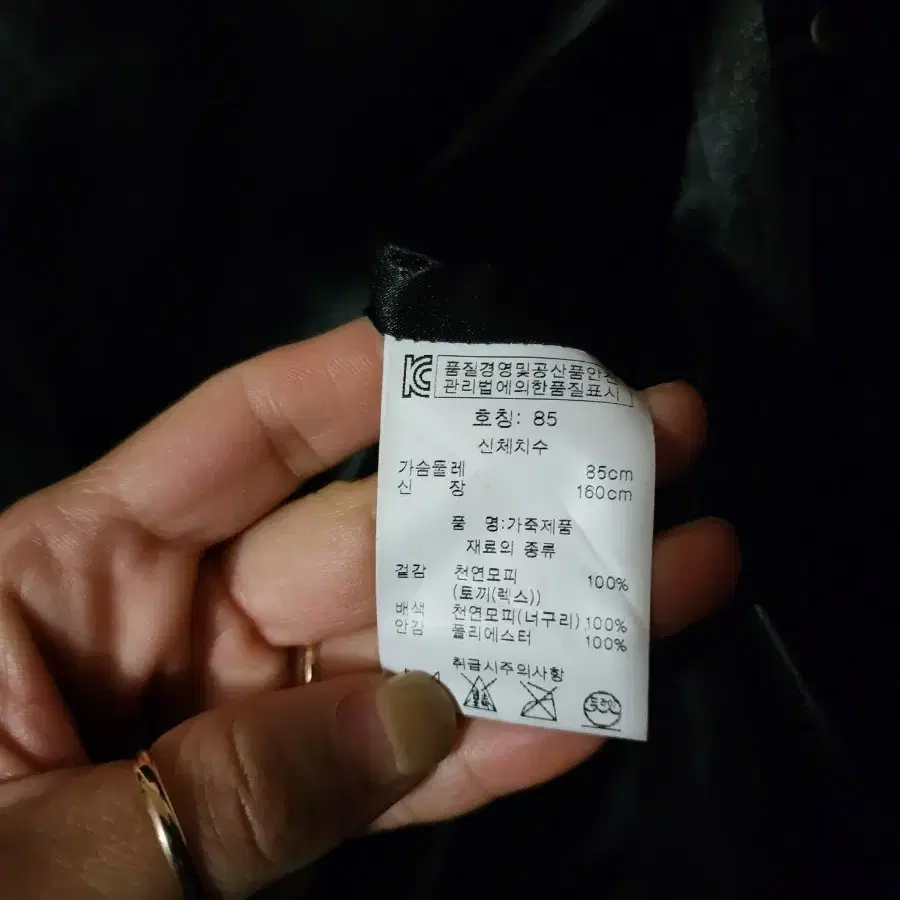 품질경영및공산품안전
관리법에의한품질표시
호칭: 85
신체치수
가슴둘레 85cm
신 장 160cm
품 명:가죽제품
재료의 종류
겉감 천연모피 100%
(토끼(렉스))
배색 천연모피(너구리) 100%
안감 폴리에스터 100%
취급시주의사항
드라이